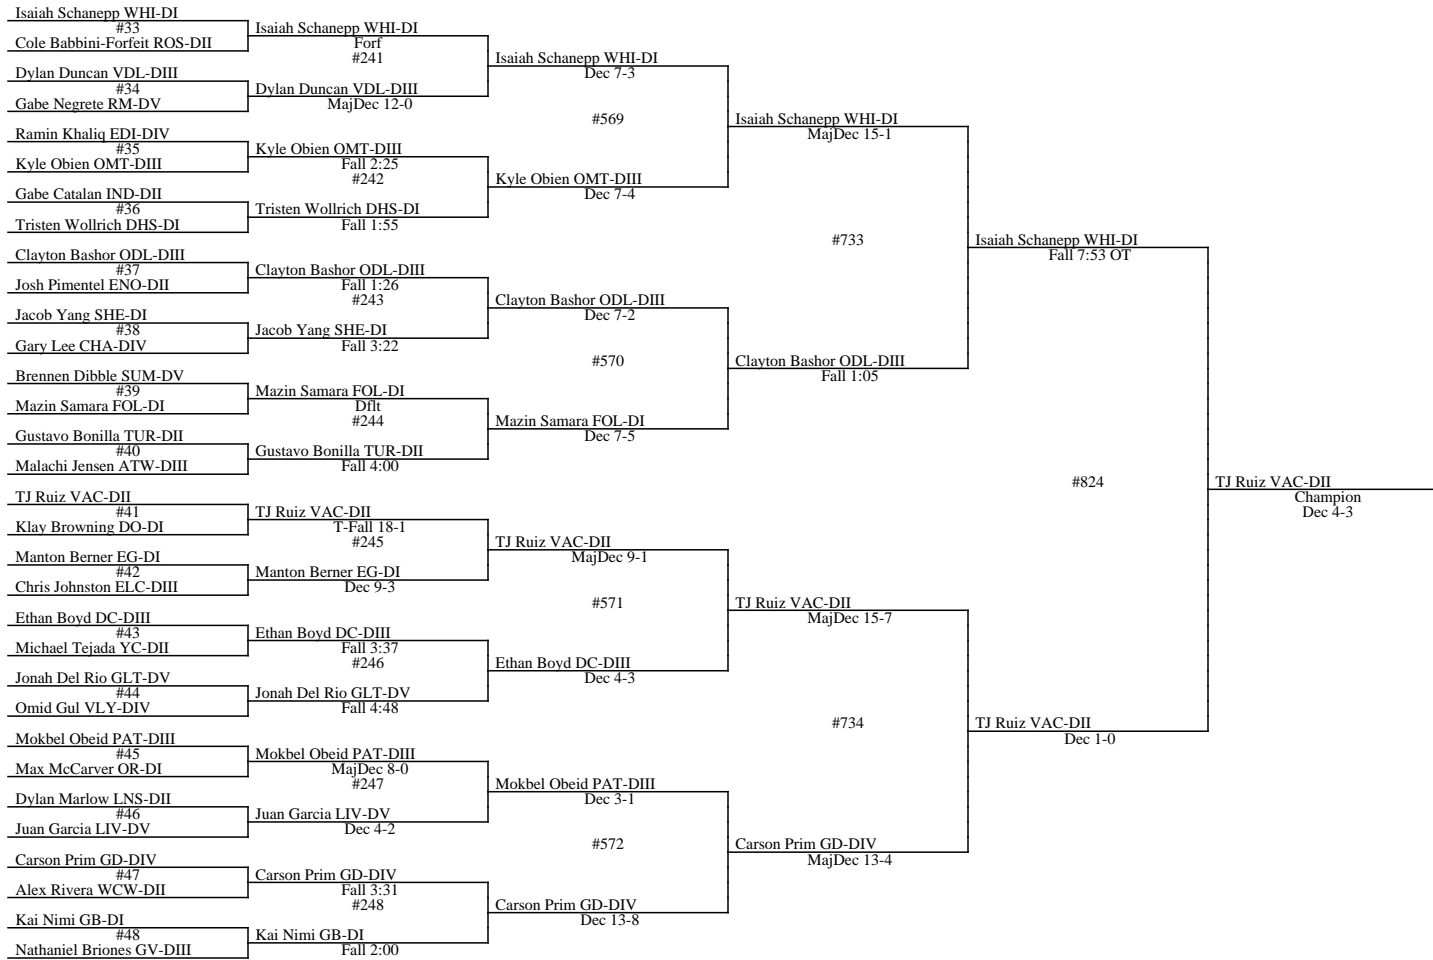 Isaiah Schanepp WHI-DI
#33
Cole Babbini-Forfeit ROS-DII
Dylan Duncan VDL-DIII
#34
Gabe Negrete RM-DV
Ramin Khaliq EDI-DIV
#35
Kyle Obien OMT-DIII
Gabe Catalan IND-DII
#36
Tristen Wollrich DHS-DI
Clayton Bashor ODL-DIII
#37
Josh Pimentel ENO-DII
Jacob Yang SHE-DI
#38
Gary Lee CHA-DIV
Brennen Dibble SUM-DV
#39
Mazin Samara FOL-DI
Gustavo Bonilla TUR-DII
#40
Malachi Jensen ATW-DIII
TJ Ruiz VAC-DII
#41
Klay Browning DO-DI
Manton Berner EG-DI
#42
Chris Johnston ELC-DIII
Ethan Boyd DC-DIII
#43
Michael Tejada YC-DII
Jonah Del Rio GLT-DV
#44
Omid Gul VLY-DIV
Mokbel Obeid PAT-DIII
#45
Max McCarver OR-DI
Dylan Marlow LNS-DII
#46
Juan Garcia LIV-DV
Carson Prim GD-DIV
#47
Alex Rivera WCW-DII
Kai Nimi GB-DI
#48
Nathaniel Briones GV-DIII
Isaiah Schanepp WHI-DI
Forf
#241
Dylan Duncan VDL-DIII
MajDec 12-0
Kyle Obien OMT-DIII
Fall 2:25
#242
Tristen Wollrich DHS-DI
Fall 1:55
Clayton Bashor ODL-DIII
Fall 1:26
#243
Jacob Yang SHE-DI
Fall 3:22
Mazin Samara FOL-DI
Dflt
#244
Gustavo Bonilla TUR-DII
Fall 4:00
TJ Ruiz VAC-DII
T-Fall 18-1
#245
Manton Berner EG-DI
Dec 9-3
Ethan Boyd DC-DIII
Fall 3:37
#246
Jonah Del Rio GLT-DV
Fall 4:48
Mokbel Obeid PAT-DIII
MajDec 8-0
#247
Juan Garcia LIV-DV
Dec 4-2
Carson Prim GD-DIV
Fall 3:31
#248
Kai Nimi GB-DI
Fall 2:00
Isaiah Schanepp WHI-DI
Dec 7-3
#569
Kyle Obien OMT-DIII
Dec 7-4
Clayton Bashor ODL-DIII
Dec 7-2
#570
Mazin Samara FOL-DI
Dec 7-5
TJ Ruiz VAC-DII
MajDec 9-1
#571
Ethan Boyd DC-DIII
Dec 4-3
Mokbel Obeid PAT-DIII
Dec 3-1
#572
Carson Prim GD-DIV
Dec 13-8
Isaiah Schanepp WHI-DI
MajDec 15-1
#733
Clayton Bashor ODL-DIII
Fall 1:05
TJ Ruiz VAC-DII
MajDec 15-7
#734
Carson Prim GD-DIV
MajDec 13-4
Isaiah Schanepp WHI-DI
Fall 7:53 OT
#824
TJ Ruiz VAC-DII
Dec 1-0
TJ Ruiz VAC-DII
Champion
Dec 4-3